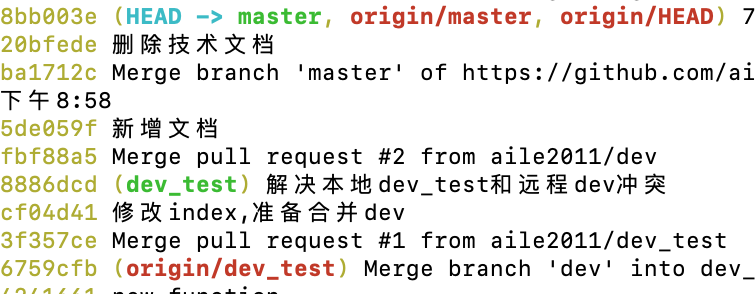 8bb003e (HEAD -> master, origin/master, origin/HEAD) 7
20bfede 删除技术文档
ba1712c Merge branch 'master' of https://github.com/ai
下午8:58
5de059f 新增文档
fbf88a5 Merge pull request #2 from aile2011/dev
8886dcd (dev_test) 解决本地dev_test和远程dev冲突
cf04d41 修改index,准备合并dev
3f357ce Merge pull request #1 from aile2011/dev_test
6759cfb (origin/dev_test) Merge branch 'dev' into dev_
new function